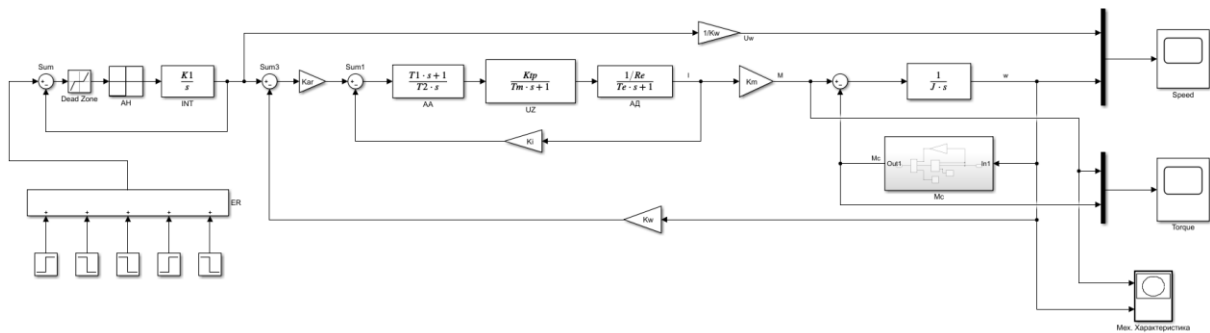 1/Kw
Uw
Sum
Dead Zone
AH
K1
s
INT
Sum3
Kar
Sum1
T1 · s + 1
T2 · s
AA
Ktp
Tm · s + 1
UZ
1/Re
Te · s + 1
АД
I
Km
M
1
J · s
w
Speed
Ki
Mc
Out1
In1
Mc
Torque
ER
Kw
Мех. Характеристика